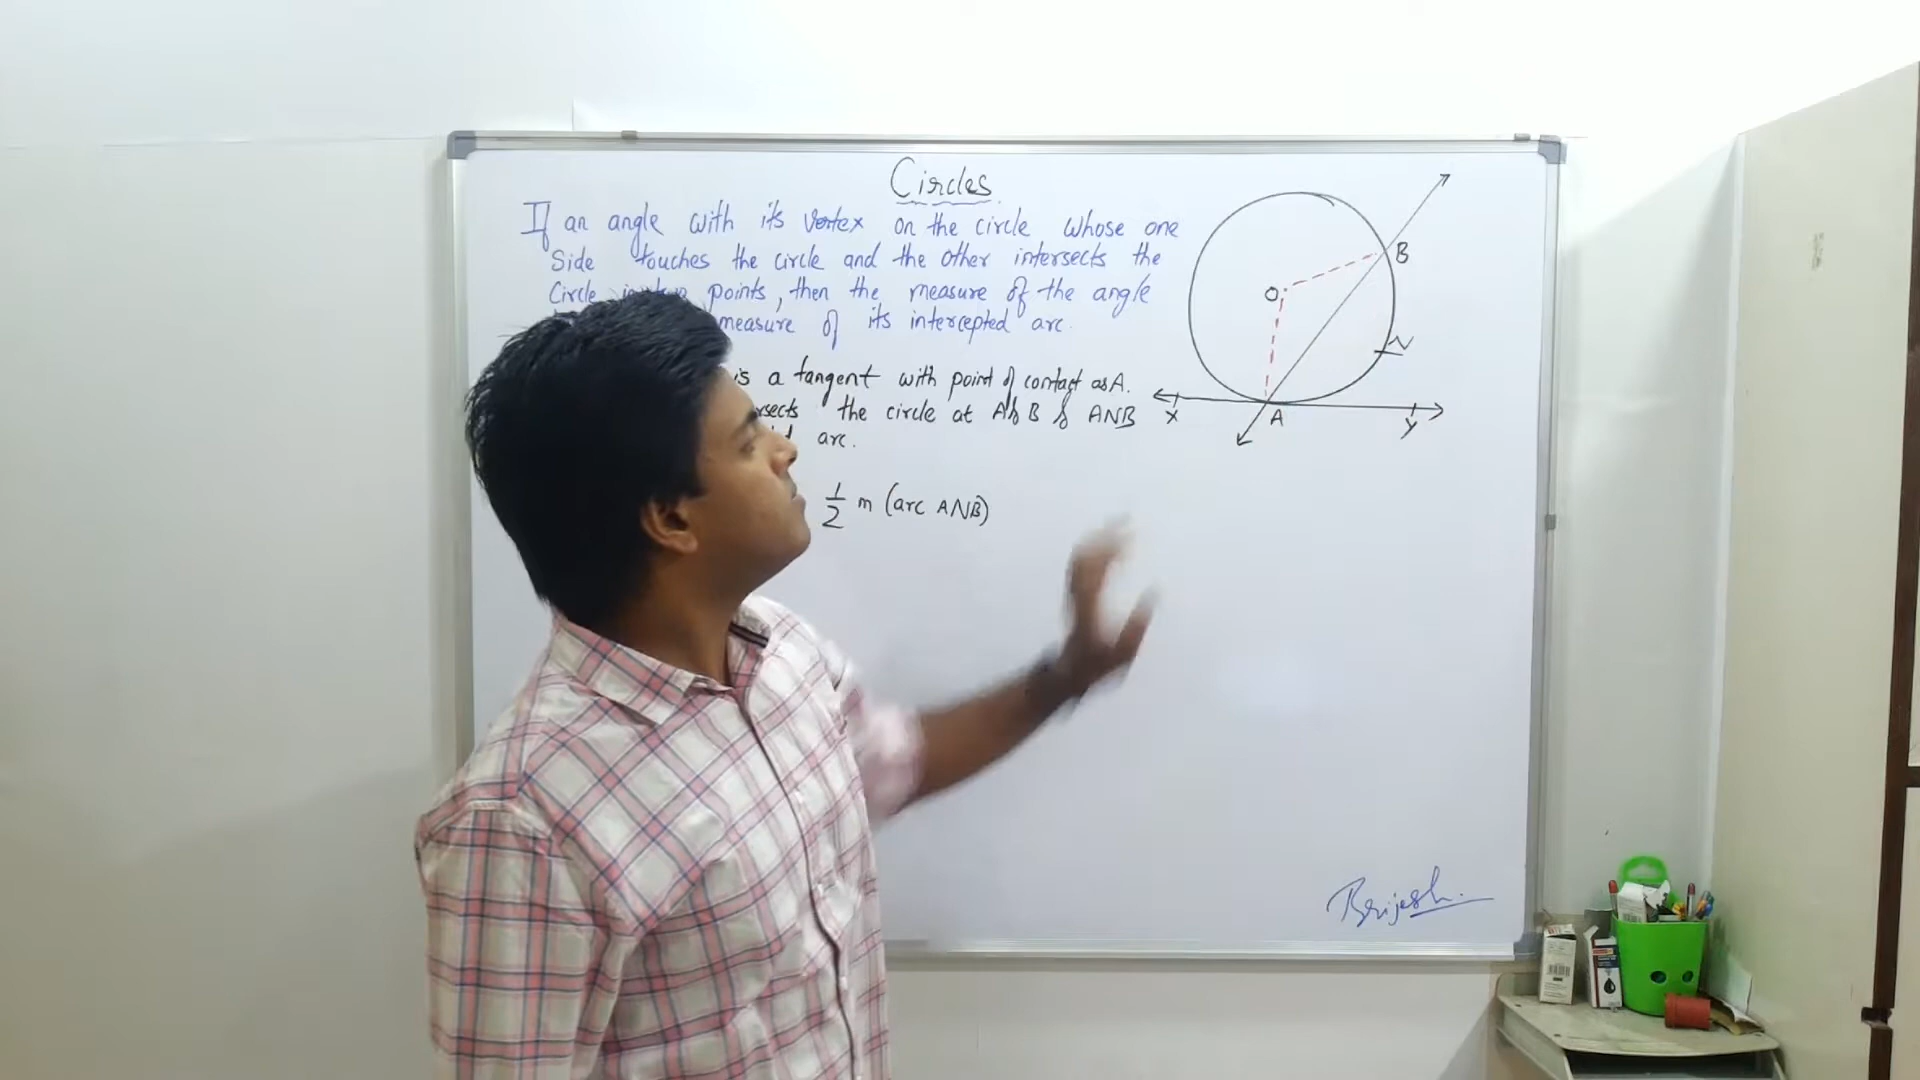 Circles
If an angle with its vertex on the circle whose one
Side touches the circle and the other intersects the
Circle points, then the measure of the angle
measure of its intercepted arc.
is a tangent with point of contact as A.
the circle at A & B & ANB
arc.
1/2 m (arc ANB)
B
O
N
X
A
Y
Brijesh.